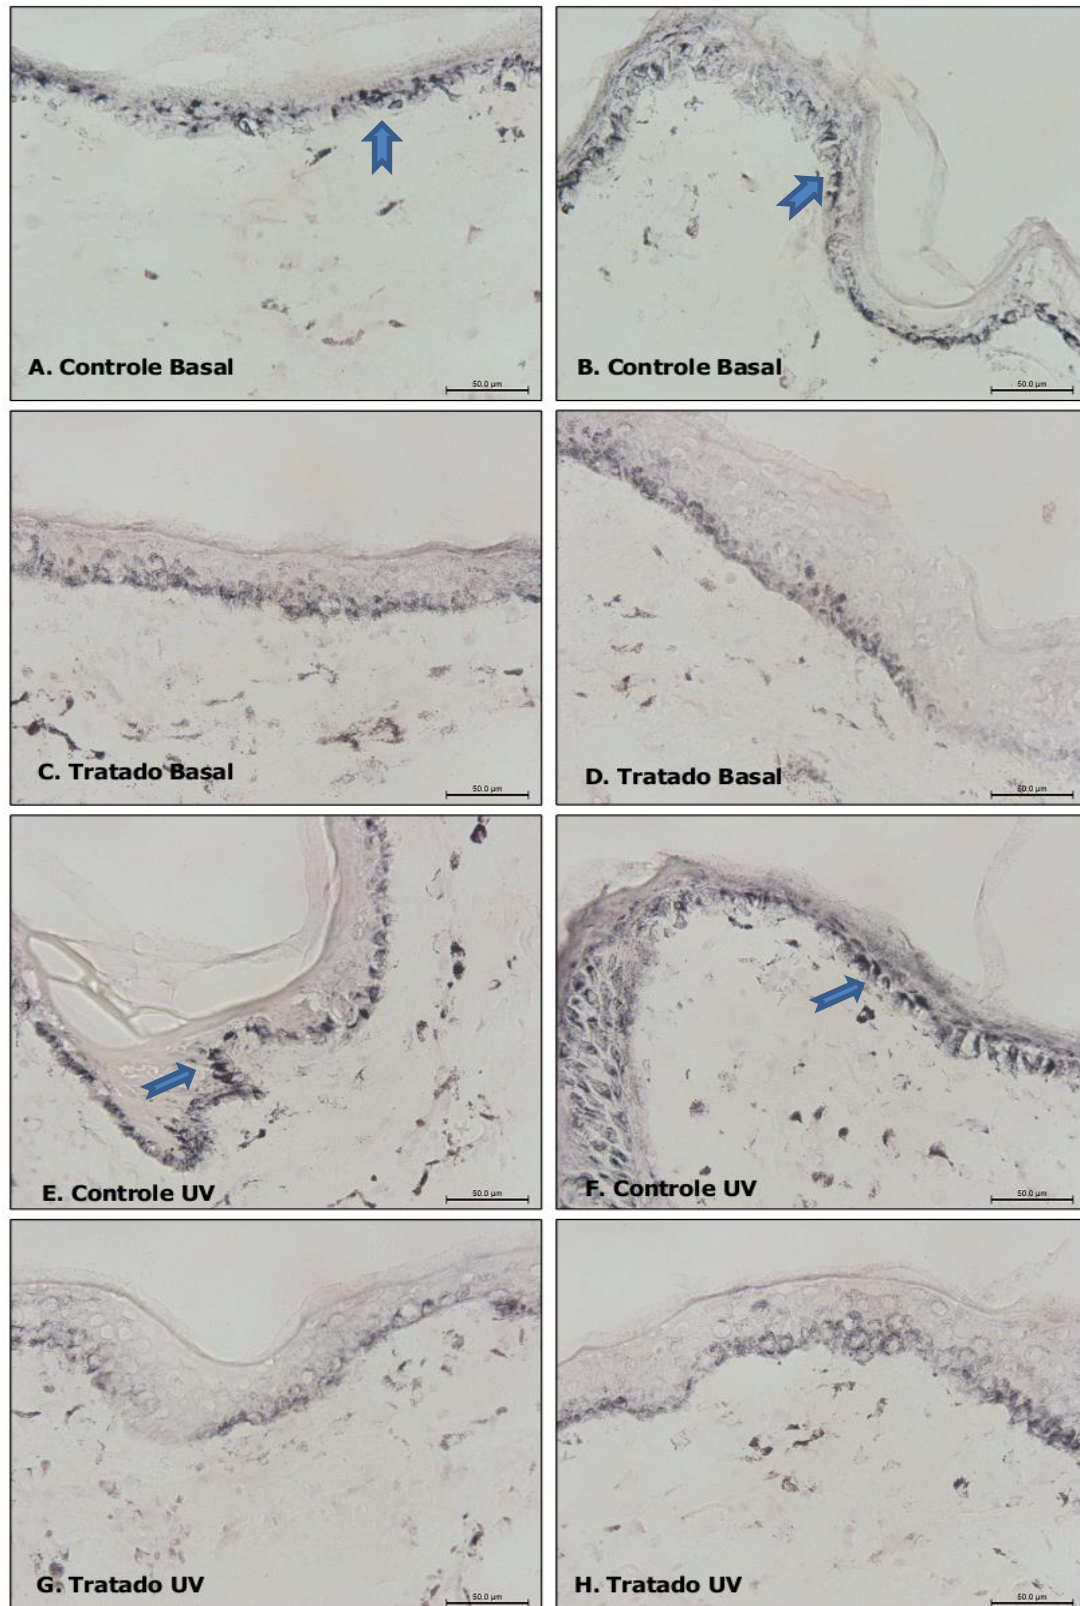 A. Controle Basal
50.0 µm
B. Controle Basal
50.0 µm
C. Tratado Basal
50.0 µm
D. Tratado Basal
50.0 µm
E. Controle UV
50.0 µm
F. Controle UV
50.0 µm
G. Tratado UV
50.0 µm
H. Tratado UV
50.0 µm